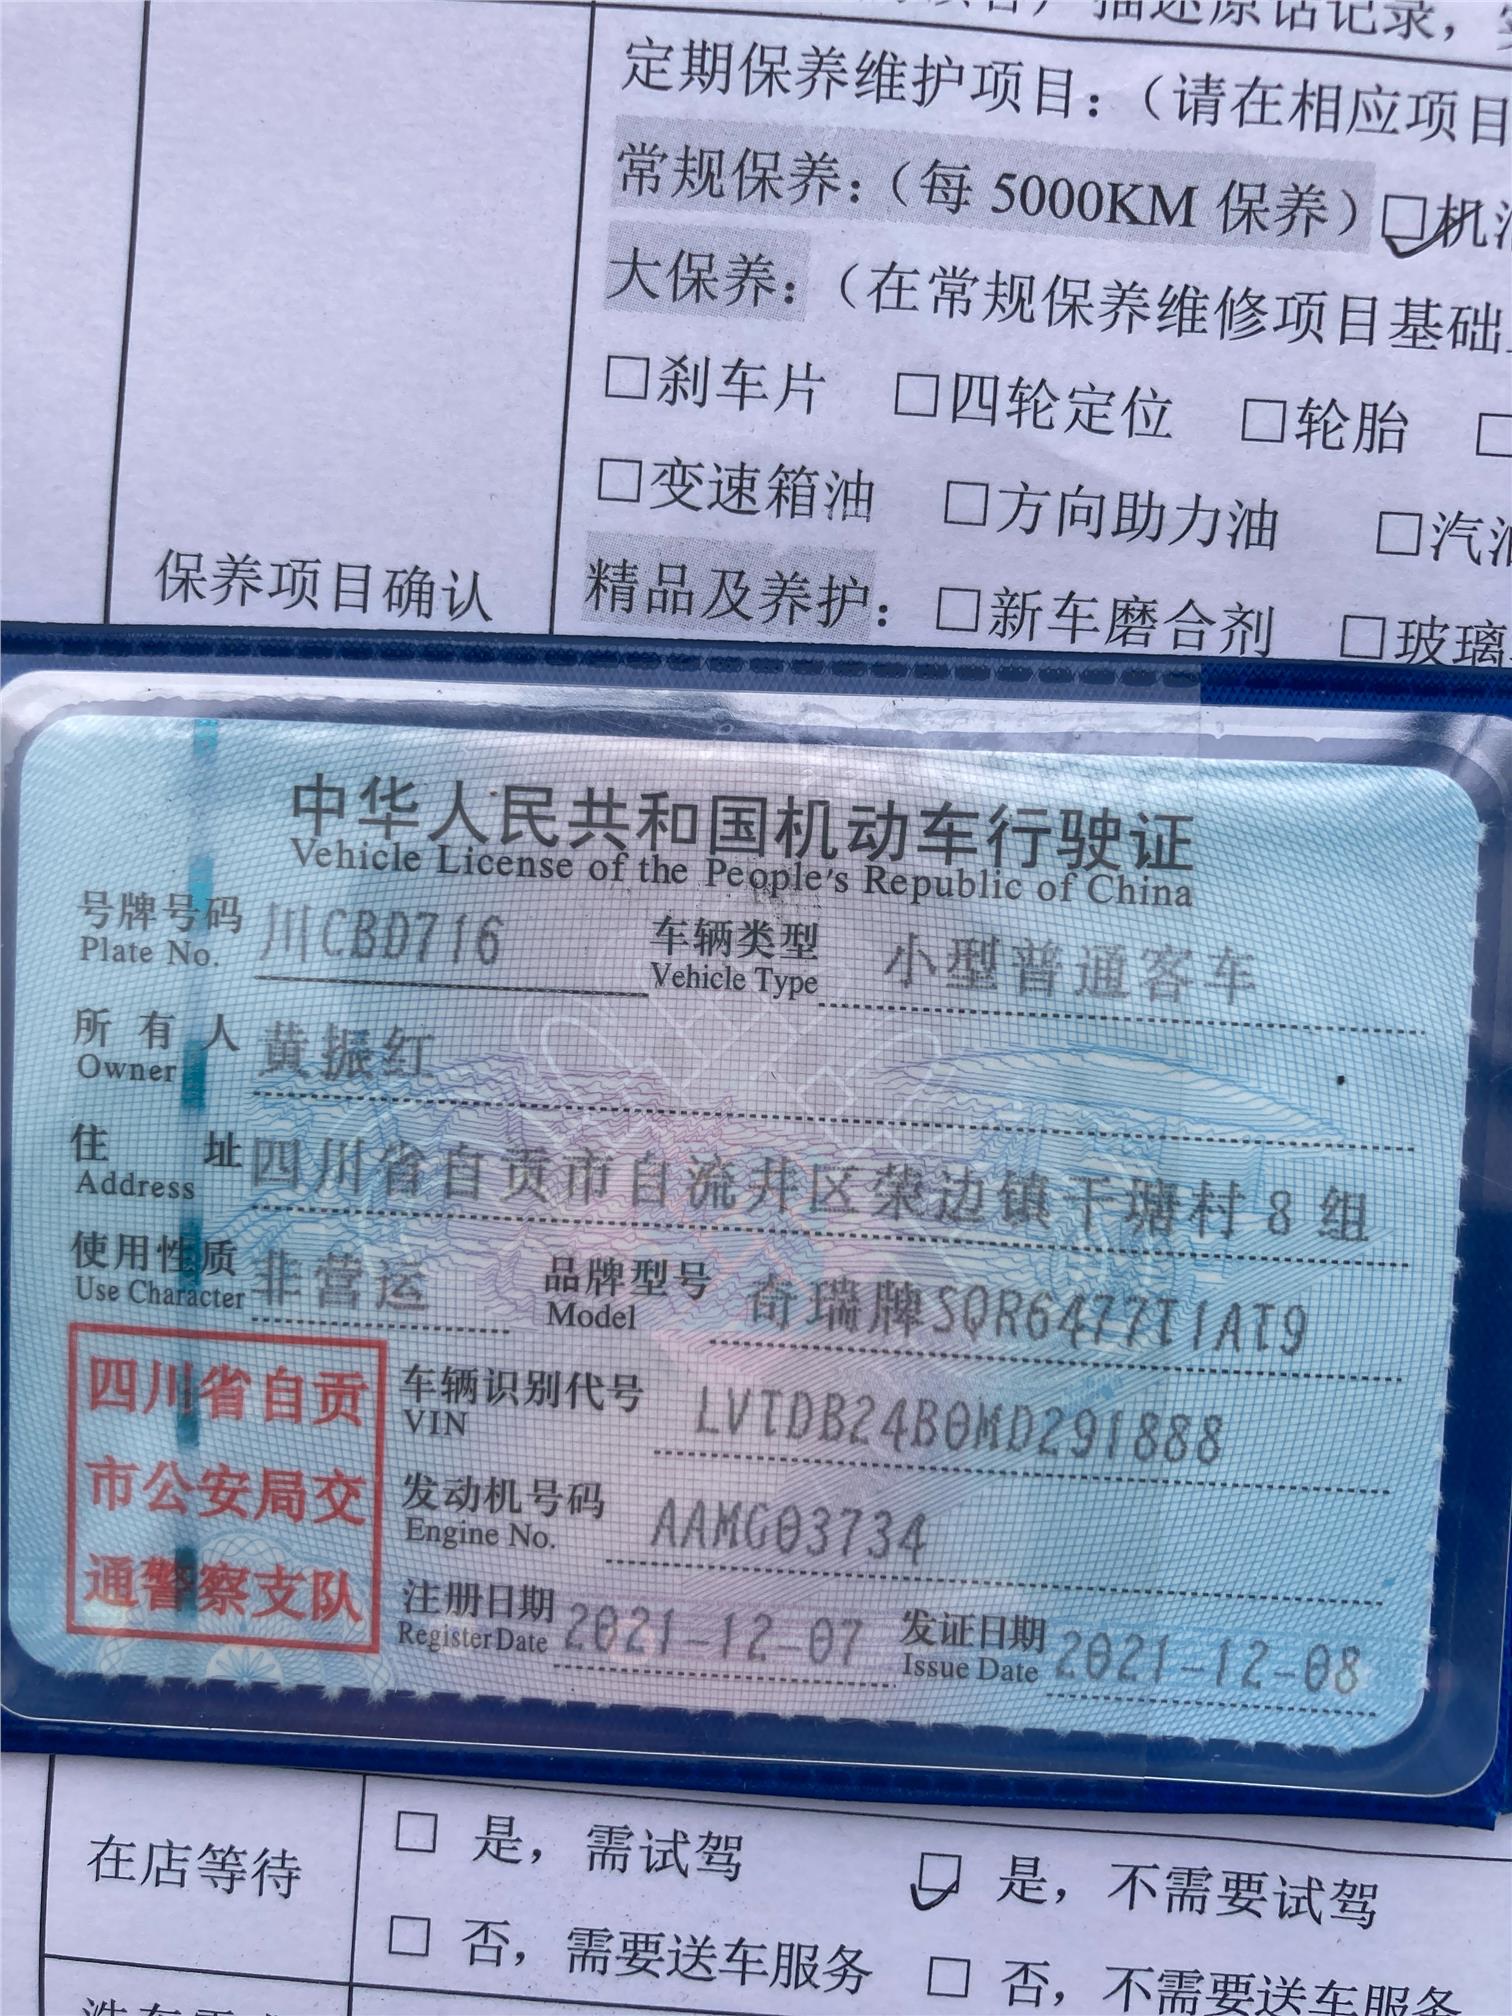 描述原话记录，
定期保养维护项目：（请在相应项目
常规保养：（每 5000KM 保养）□机
大保养：（在常规保养维修项目基础
□刹车片 □四轮定位 □轮胎
□变速箱油 □方向助力油 □汽
保养项目确认
精品及养护： □新车磨合剂 □玻璃
中华人民共和国机动车行驶证
Vehicle License of the People's Republic of China
号牌号码 川CBD716 车辆类型 小型普通客车
Plate No. Vehicle Type
所有人 黄振红
Owner
住址 四川省自贡市自流井区荣边镇干塘村8组
Address
使用性质 非营运 品牌型号 奇瑞牌SQR6477T1AT9
Use Character Model
四川省自贡
市公安局交
通警察支队
车辆识别代号 LVTDB24B0MD291888
VIN
发动机号码 AAMG03734
Engine No.
注册日期 2021-12-07 发证日期 2021-12-08
Register Date Issue Date
在店等待
□ 是，需试驾 □ 是，不需要试驾
□ 否，需要送车服务 □ 否，不需要送车服务